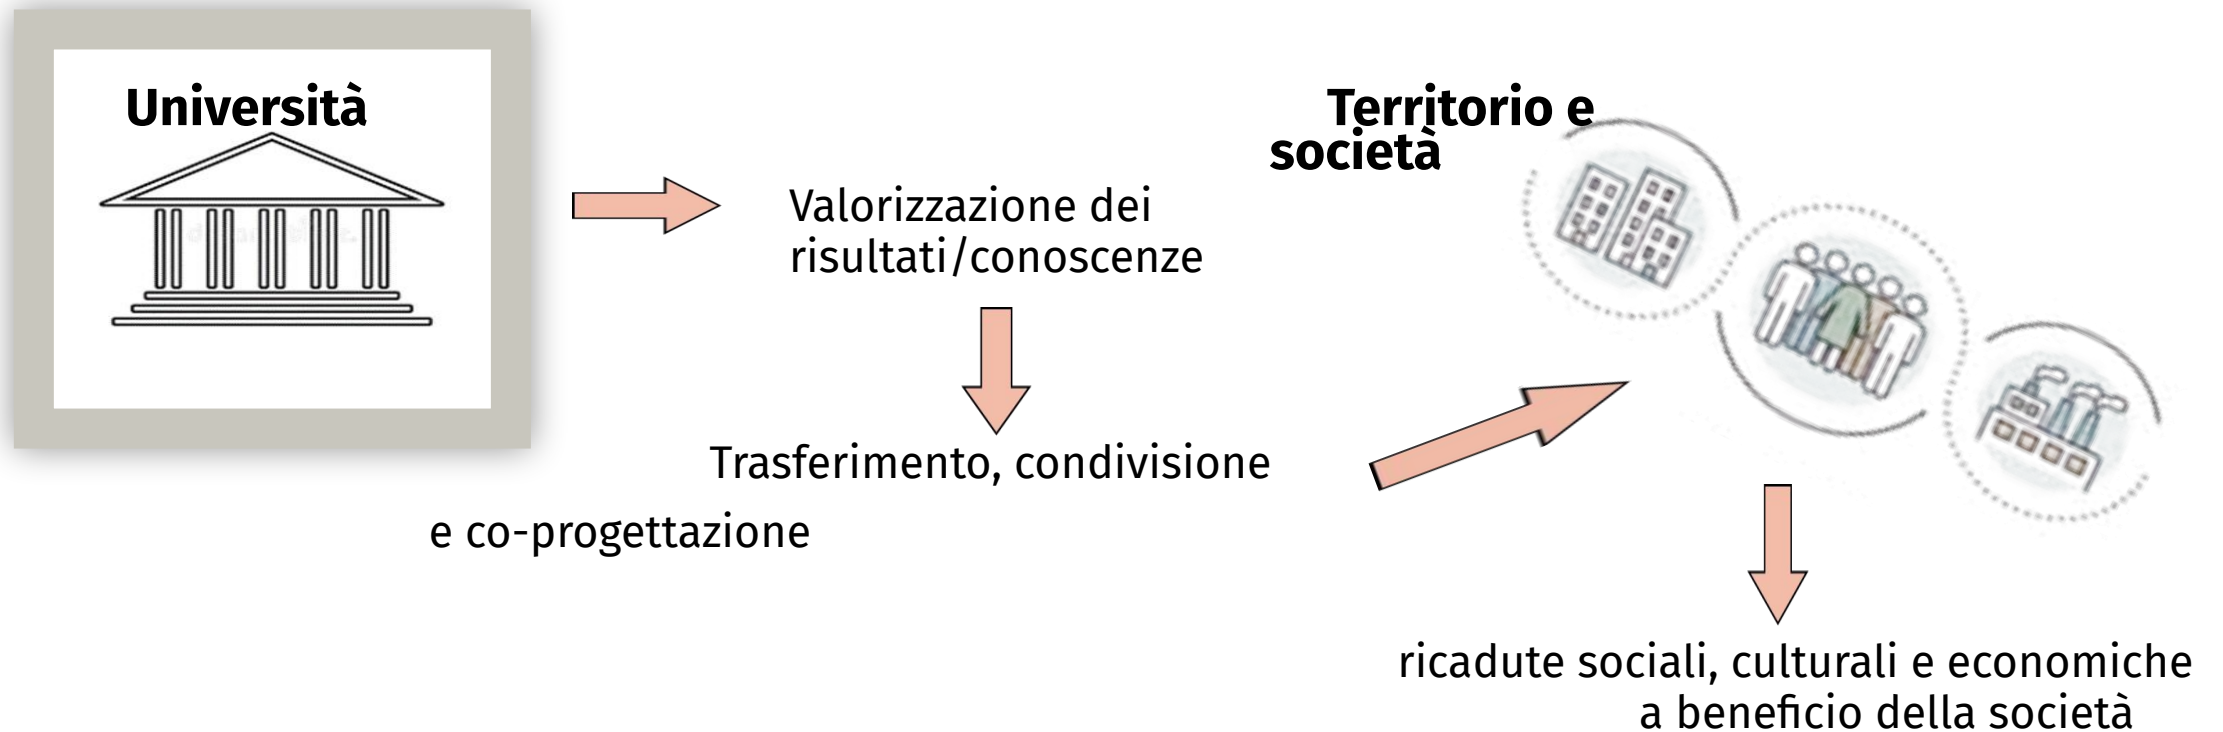 Università
Territorio e
società
Valorizzazione dei
risultati/conoscenze
Trasferimento, condivisione
e co-progettazione
ricadute sociali, culturali e economiche
a beneficio della società